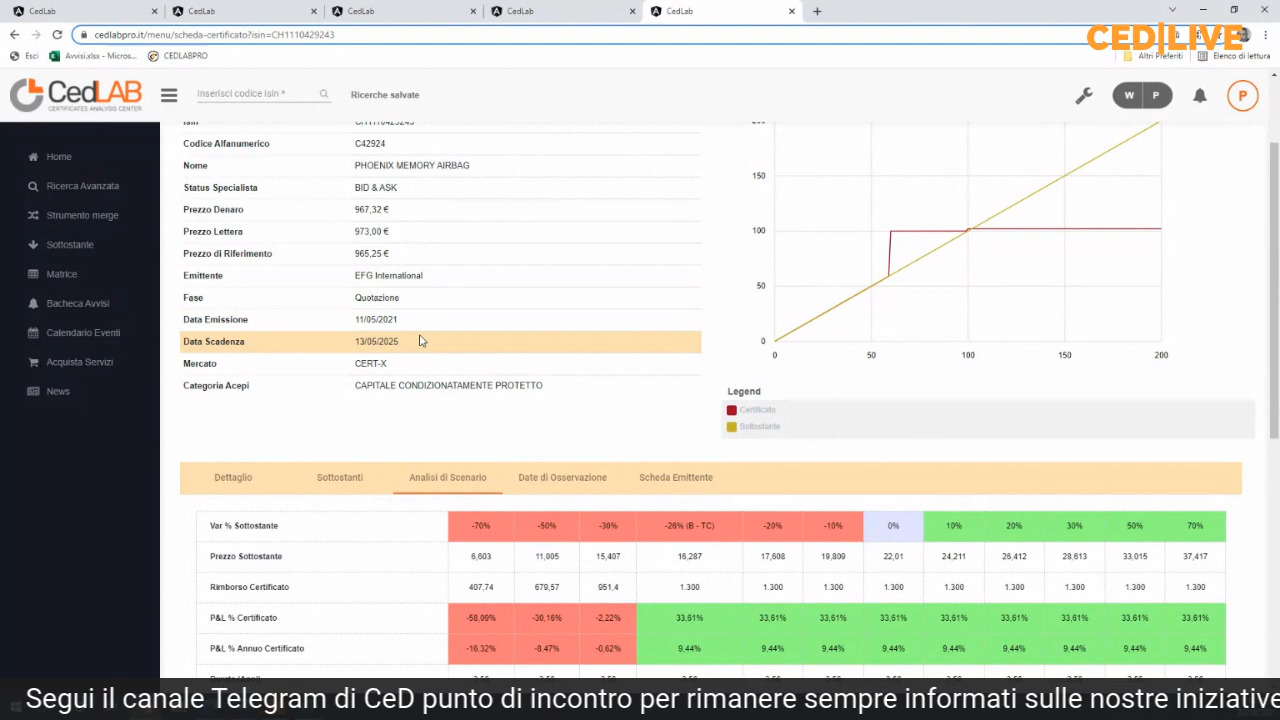 CedLab
CedLab
CedLab
CedLab
CedLab
cedlabpro.it/menu/scheda-certificato?isin=CH1110429243
CED|LIVE
Esci
Avvisi.xlsx - Micros...
CEDLABPRO
Altri Preferiti
Elenco di lettura
CedLAB
CERTIFICATES ANALYSIS CENTER
Inserisci codice isin *
Ricerche salvate
W P
P
Home
Ricerca Avanzata
Strumento merge
Sottostante
Matrice
Bacheca Avvisi
Calendario Eventi
Acquista Servizi
News
Isin CH1110429243
Codice Alfanumerico C42924
Nome PHOENIX MEMORY AIRBAG
Status Specialista BID & ASK
Prezzo Denaro 967,32 €
Prezzo Lettera 973,00 €
Prezzo di Riferimento 965,25 €
Emittente EFG International
Fase Quotazione
Data Emissione 11/05/2021
Data Scadenza 13/05/2025
Mercato CERT-X
Categoria Acepi CAPITALE CONDIZIONATAMENTE PROTETTO
200
150
100
50
0
0 50 100 150 200
Legend
Certificato
Sottostante
Dettaglio Sottostanti Analisi di Scenario Date di Osservazione Scheda Emittente
Var % Sottostante -70% -50% -30% -26% (B - TC) -20% -10% 0% 10% 20% 30% 50% 70%
Prezzo Sottostante 6,603 11,005 15,407 16,287 17,608 19,809 22,01 24,211 26,412 28,613 33,015 37,417
Rimborso Certificato 407,74 679,57 951,4 1.300 1.300 1.300 1.300 1.300 1.300 1.300 1.300 1.300
P&L % Certificato -58,09% -30,16% -2,22% 33,61% 33,61% 33,61% 33,61% 33,61% 33,61% 33,61% 33,61% 33,61%
P&L % Annuo Certificato -16,32% -8,47% -0,62% 9,44% 9,44% 9,44% 9,44% 9,44% 9,44% 9,44% 9,44% 9,44%
Segui il canale Telegram di CeD punto di incontro per rimanere sempre informati sulle nostre iniziative